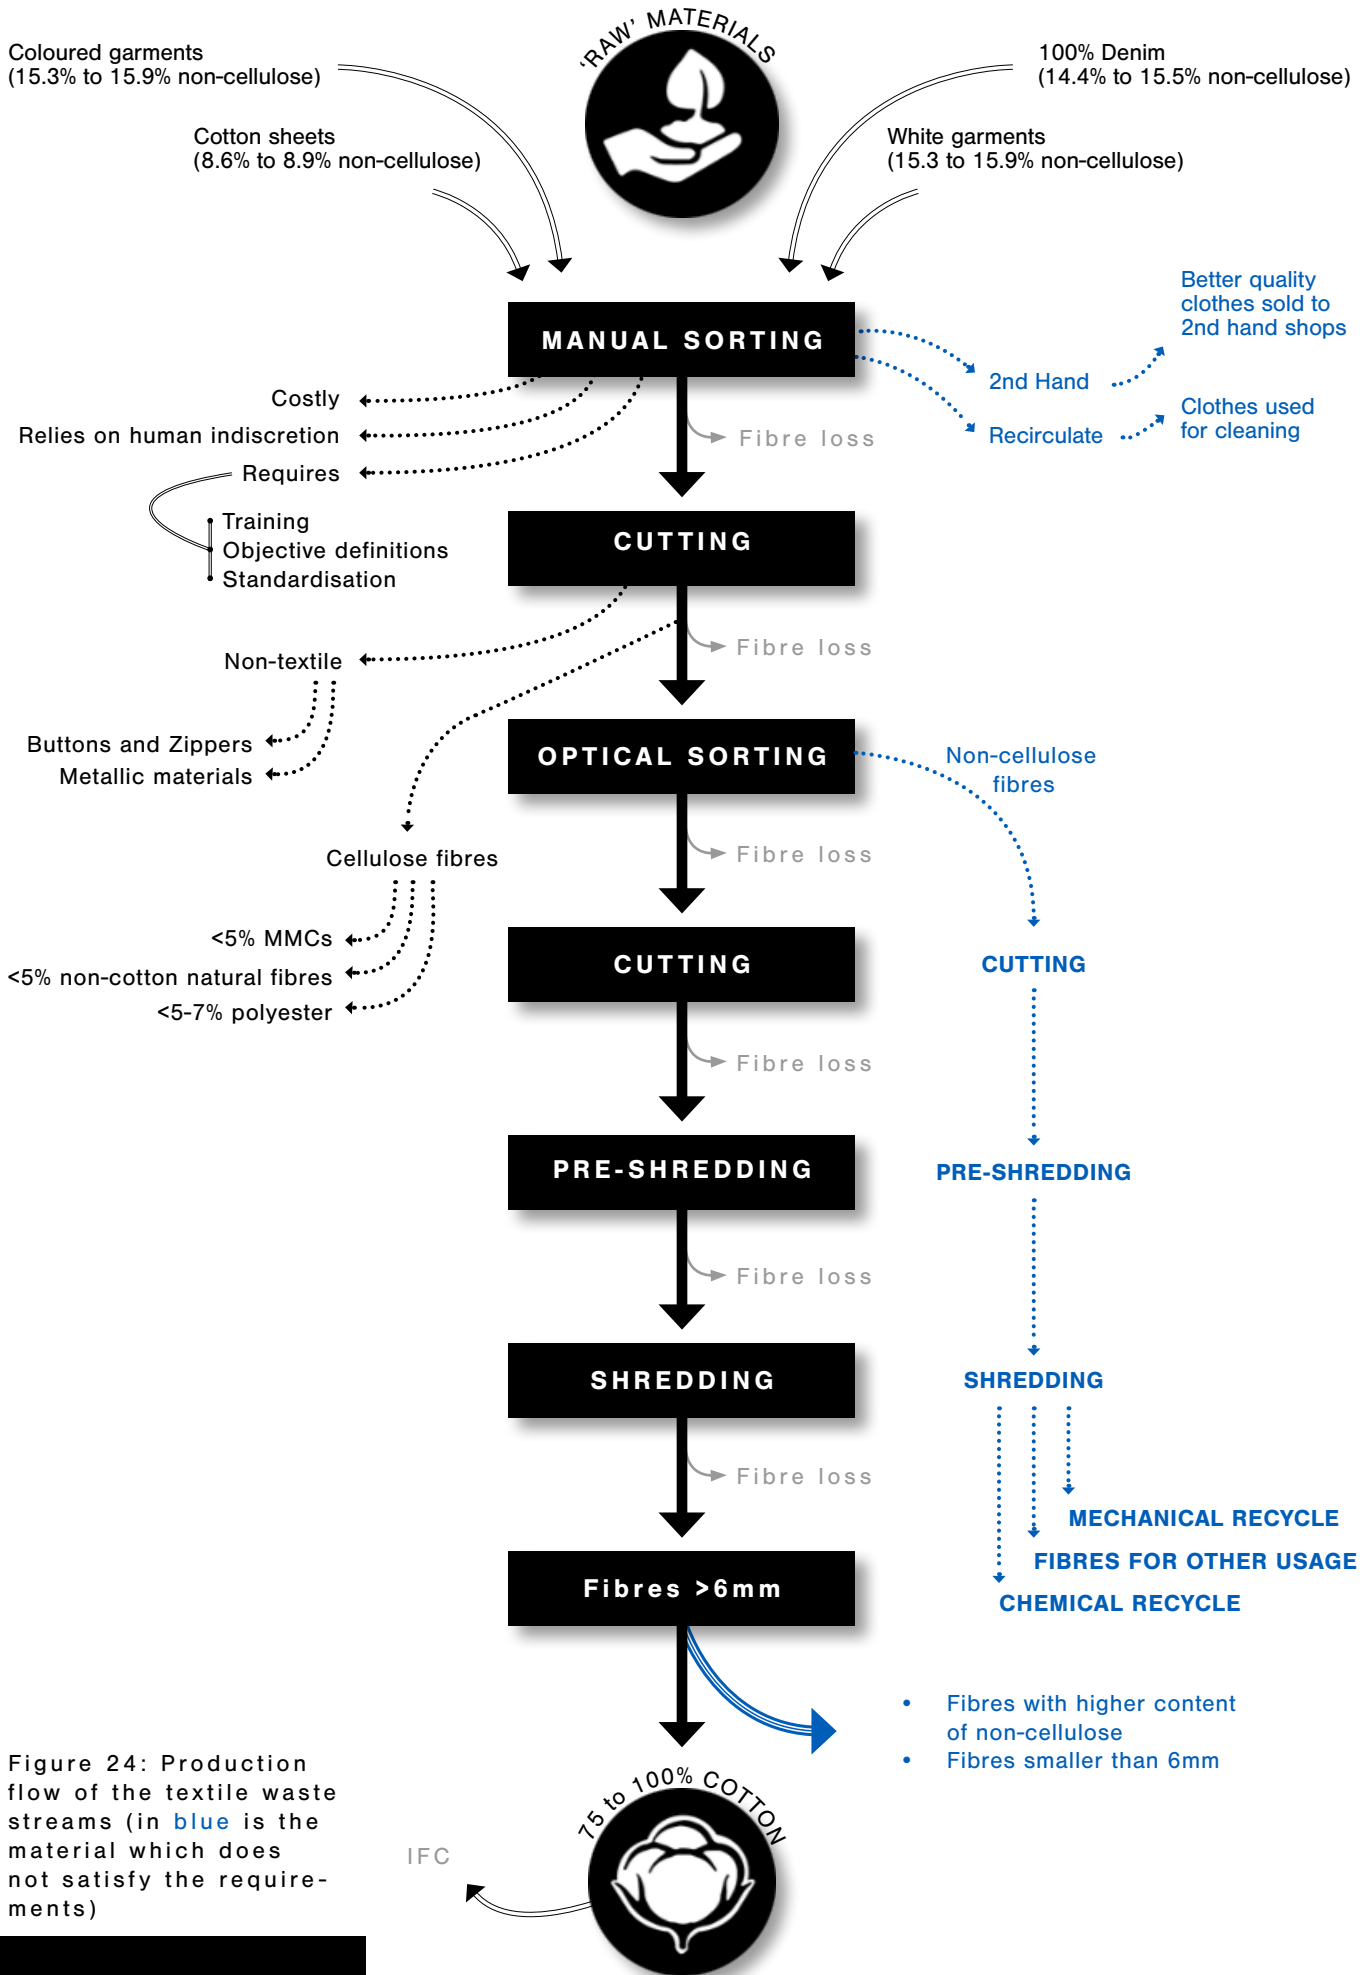 'RAW' MATERIALS
Coloured garments
(15.3% to 15.9% non-cellulose)
100% Denim
(14.4% to 15.5% non-cellulose)
Cotton sheets
(8.6% to 8.9% non-cellulose)
White garments
(15.3 to 15.9% non-cellulose)
MANUAL SORTING
Better quality
clothes sold to
2nd hand shops
2nd Hand
Clothes used
for cleaning
Recirculate
Costly
Relies on human indiscretion
Requires
Training
Objective definitions
Standardisation
Fibre loss
CUTTING
Fibre loss
Non-textile
Buttons and Zippers
Metallic materials
OPTICAL SORTING
Non-cellulose
fibres
Fibre loss
Cellulose fibres
<5% MMCs
<5% non-cotton natural fibres
<5-7% polyester
CUTTING
CUTTING
Fibre loss
PRE-SHREDDING
PRE-SHREDDING
Fibre loss
SHREDDING
SHREDDING
Fibre loss
MECHANICAL RECYCLE
FIBRES FOR OTHER USAGE
CHEMICAL RECYCLE
Fibres >6mm
• Fibres with higher content
of non-cellulose
• Fibres smaller than 6mm
75 to 100% COTTON
IFC
Figure 24: Production
flow of the textile waste
streams (in blue is the
material which does
not satisfy the require-
ments)